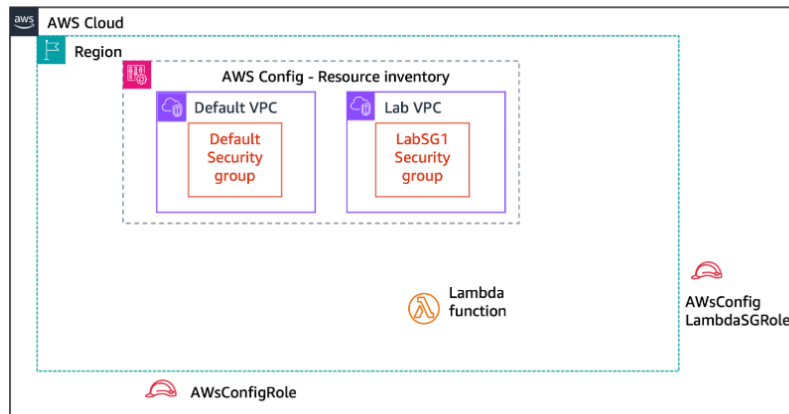 aws
AWS Cloud
Region
AWS Config - Resource inventory
Default VPC
Default
Security
group
Lab VPC
LabSG1
Security
group
Lambda
function
AWsConfig
LambdaSGRole
AWsConfigRole